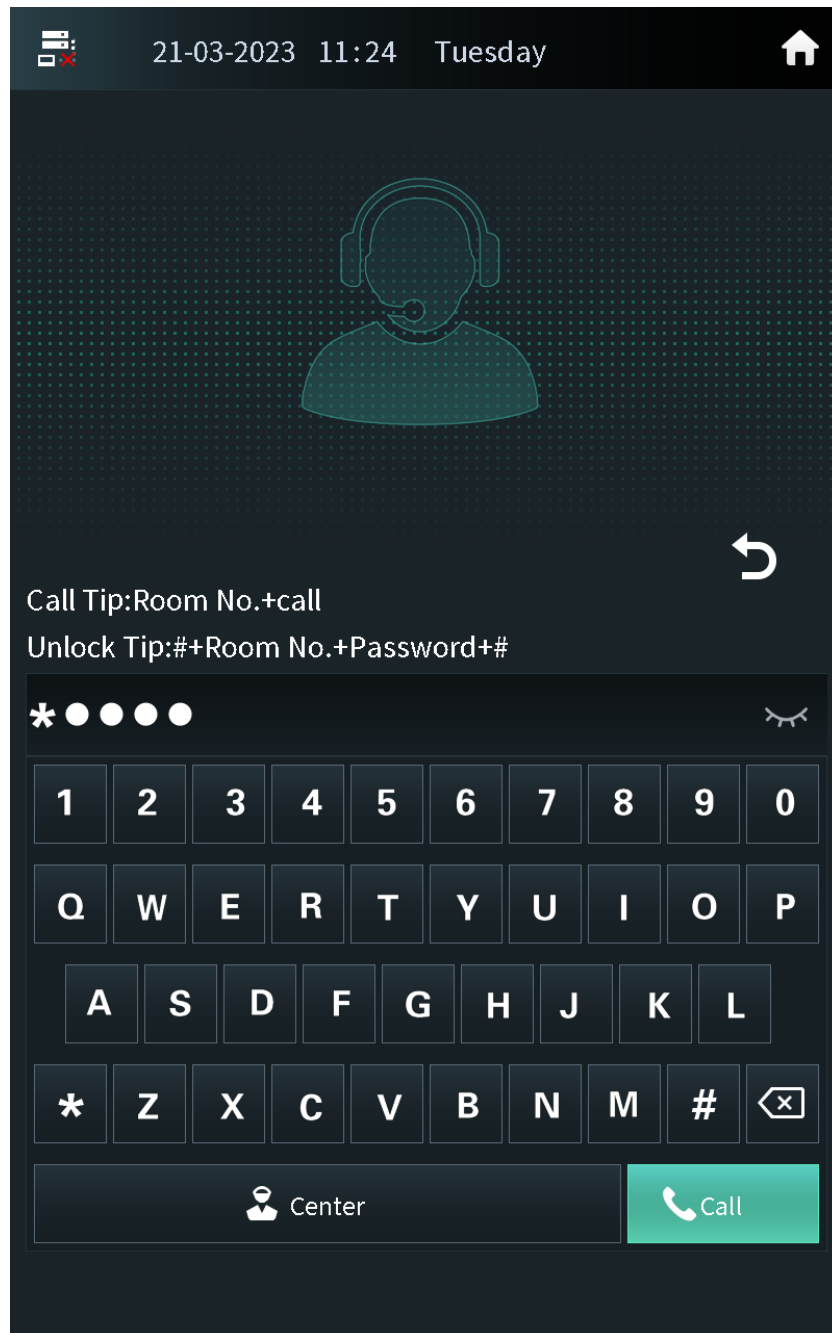 21-03-2023 11:24 Tuesday
Call Tip:Room No.+call
Unlock Tip:#+Room No.+Password+#
*●●●●
1 2 3 4 5 6 7 8 9 0
Q W E R T Y U I O P
A S D F G H J K L
* Z X C V B N M #
Center Call